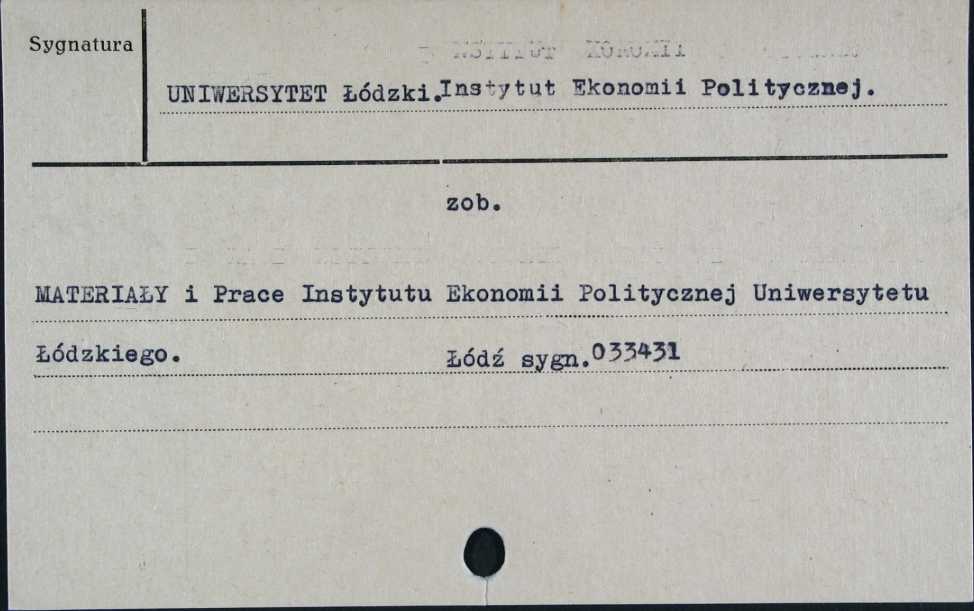 Sygnatura
UNIWERSYTET Łódzki.Instytut Ekonomii Politycznej.
zob.
MATERIAŁY i Prace Instytutu Ekonomii Politycznej Uniwersytetu
Łódzkiego. Łódź sygn.033431